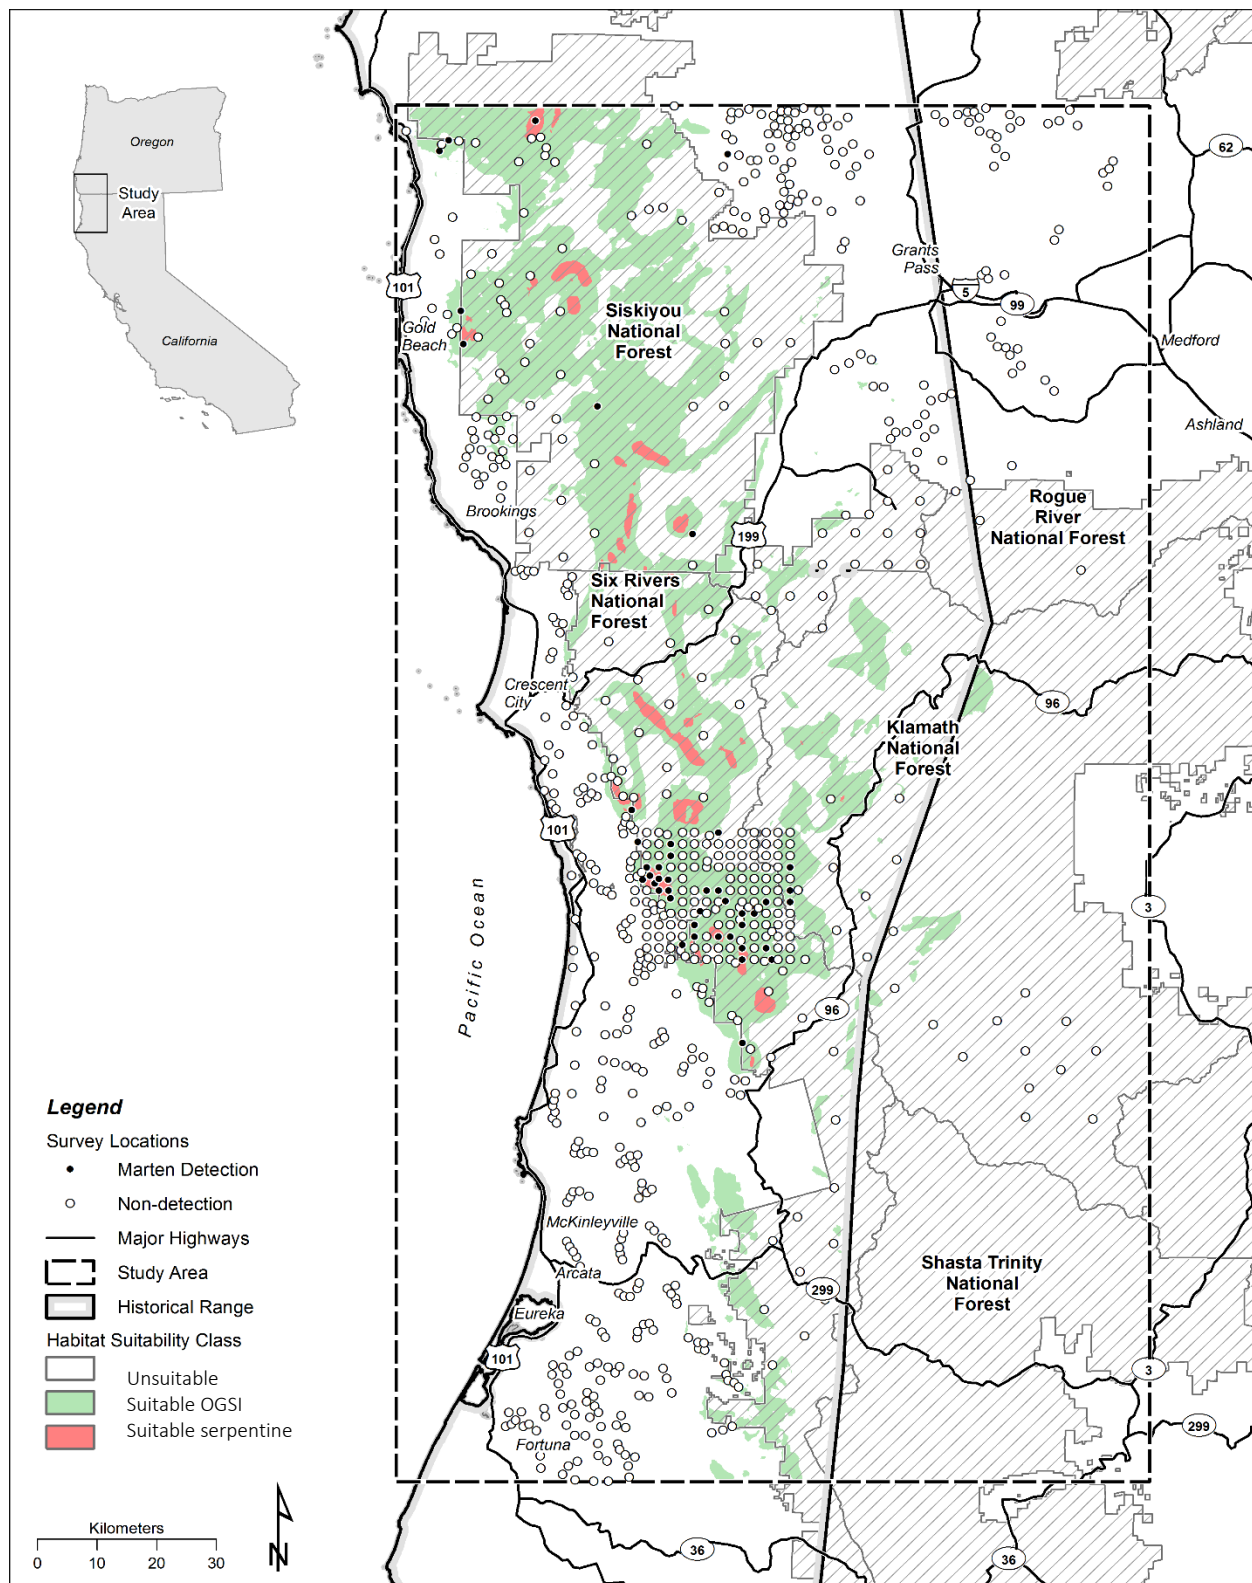 Oregon
Study
Area
California
62
Grants
Pass
5
99
101
Gold
Beach
Siskiyou
National
Forest
Medford
Ashland
Brookings
199
Rogue
River
National Forest
Six Rivers
National
Forest
Crescent
City
96
Klamath
National
Forest
101
3
Pacific Ocean
96
McKinleyville
Arcata
Eureka
299
Shasta Trinity
National
Forest
101
3
299
Fortuna
36
36
Legend
Survey Locations
Marten Detection
Non-detection
Major Highways
Study Area
Historical Range
Habitat Suitability Class
Unsuitable
Suitable OGSI
Suitable serpentine
Kilometers
0 10 20 30
N